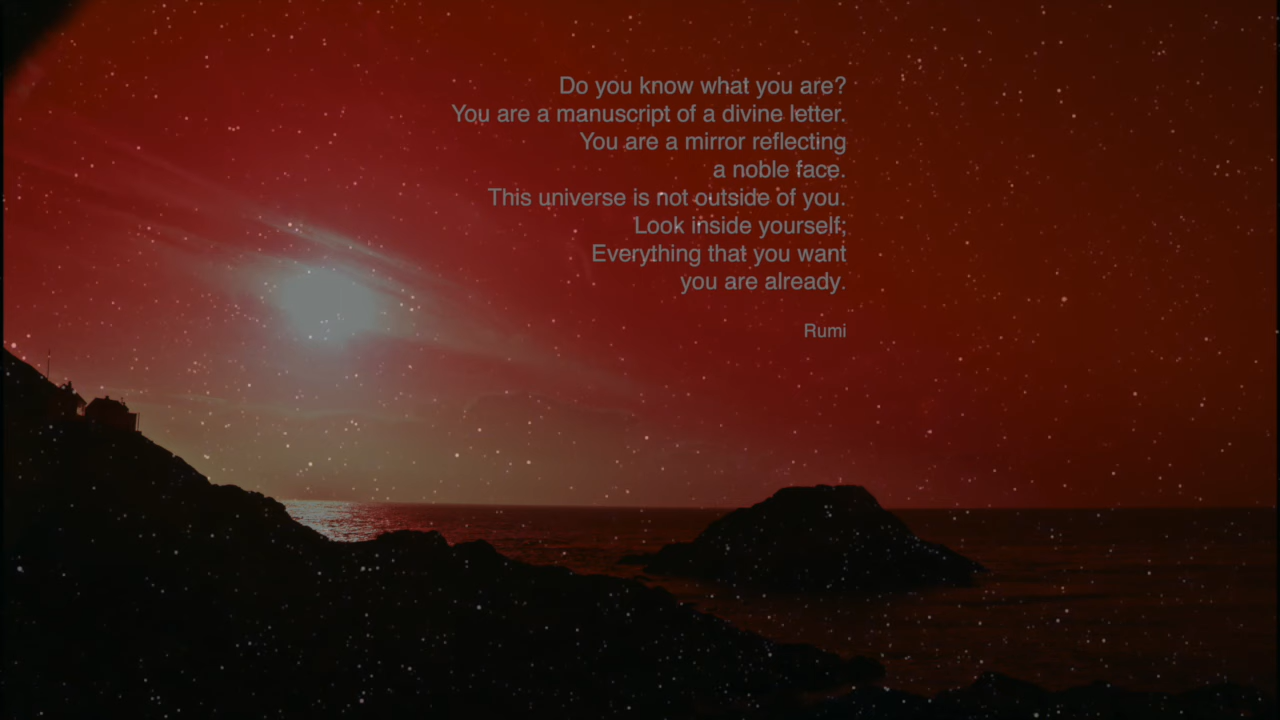 Do you know what you are?
You are a manuscript of a divine letter.
You are a mirror reflecting
a noble face.
This universe is not outside of you.
Look inside yourself;
Everything that you want
you are already.
Rumi